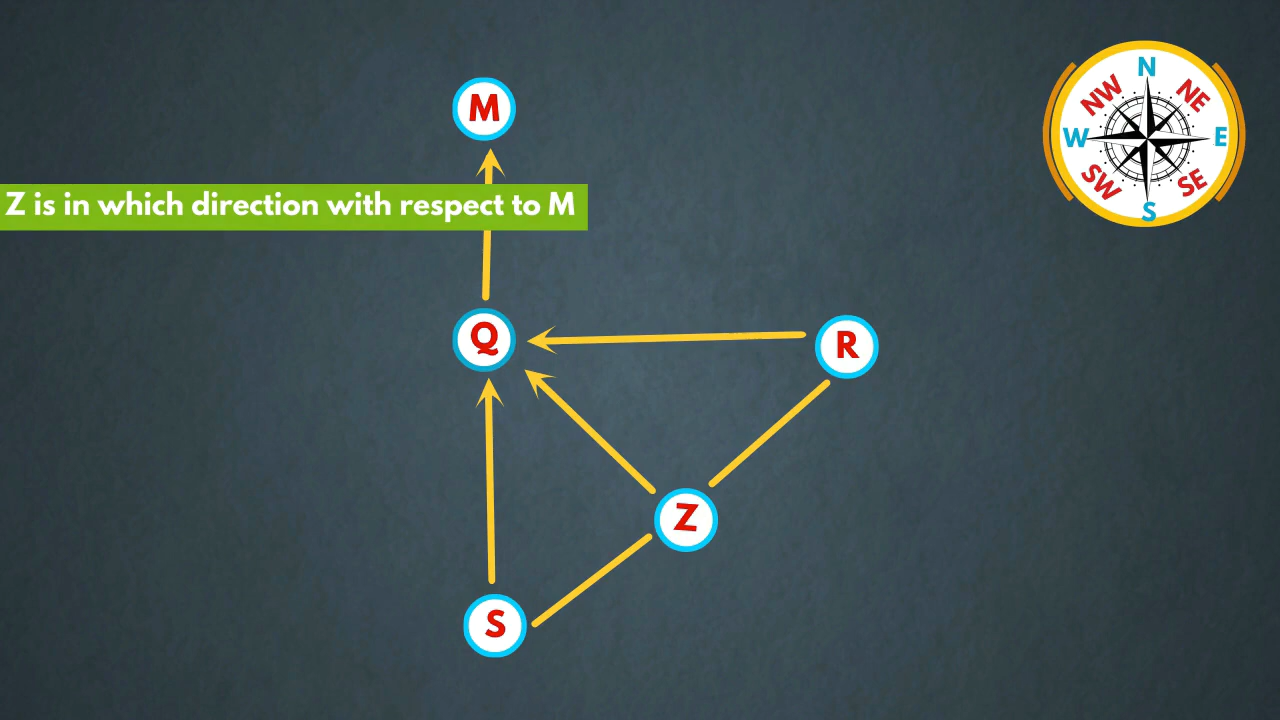 M
N
NW
NE
W
E
SW
SE
S
Z is in which direction with respect to M
Q
R
Z
S